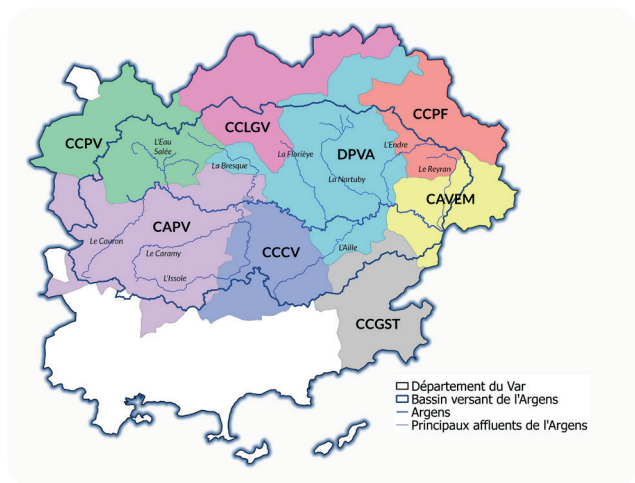 CCPF
CCPV
L'Eau
Salée
CCLGV
L'Endre
La Florièye
DPVA
La Bresque
Le Reyran
La Nartuby
CAVEM
CAPV
Le Cauron
CCCV
L'Aille
Le Caramy
L'Issole
CCGST
Département du Var
Bassin versant de l'Argens
Argens
Principaux affluents de l'Argens